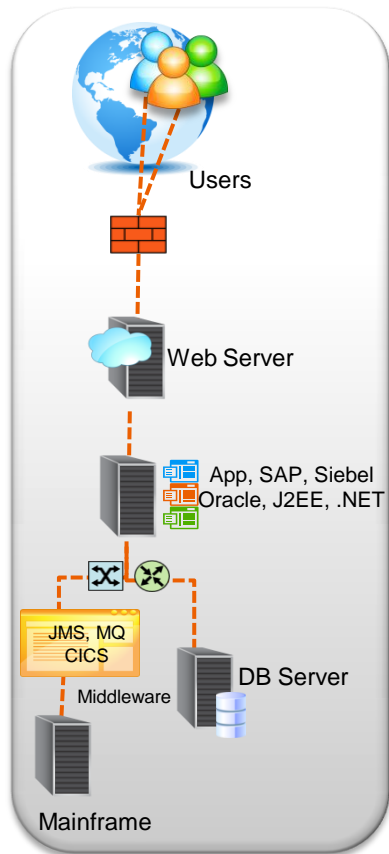 Users
Web Server
App, SAP, Siebel
Oracle, J2EE, .NET
JMS, MQ
CICS
DB Server
Middleware
Mainframe